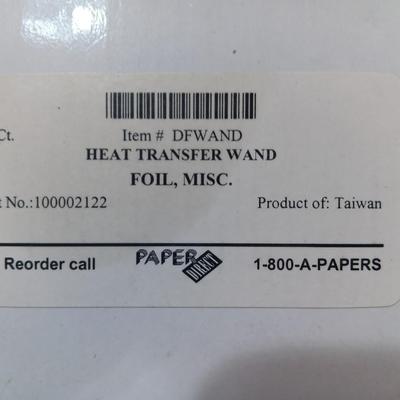 Ct. Item # DFWAND
HEAT TRANSFER WAND
FOIL, MISC.
t No.:100002122 Product of: Taiwan
Reorder call PAPER DIRECT 1-800-A-PAPERS